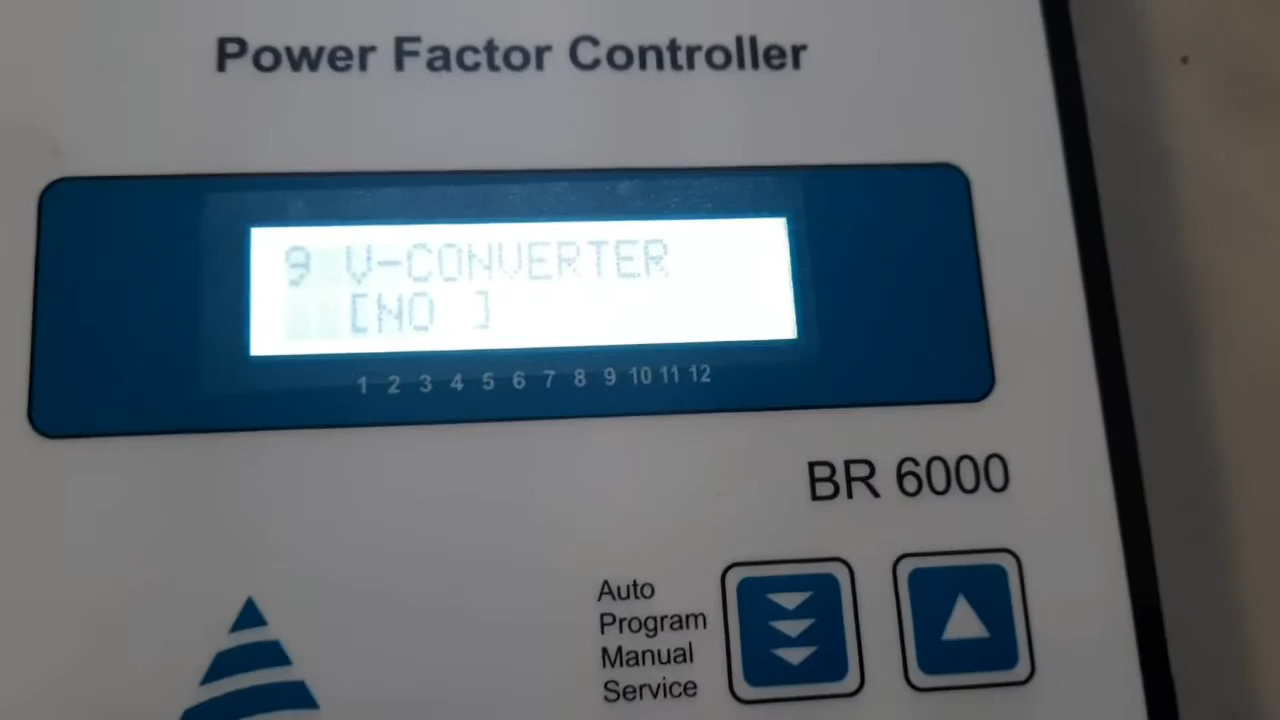 Power Factor Controller
9 V-CONVERTER
[NO ]
1 2 3 4 5 6 7 8 9 10 11 12
BR 6000
Auto
Program
Manual
Service